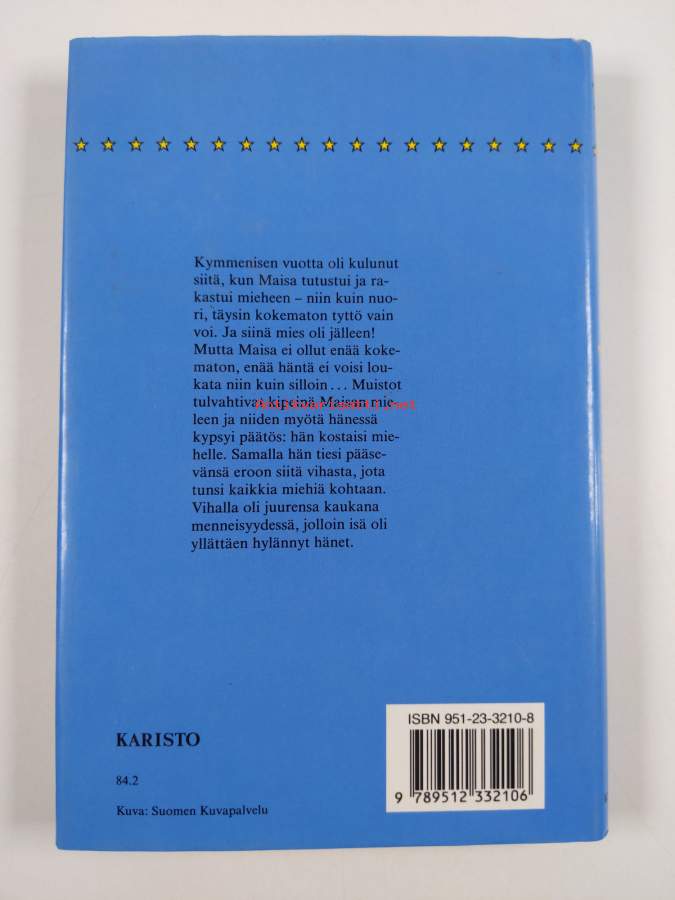 Kymmenisen vuotta oli kulunut
siitä, kun Maisa tutustui ja ra-
kastui mieheen – niin kuin nuo-
ri, täysin kokematon tyttö vain
voi. Ja siinä mies oli jälleen!
Mutta Maisa ei ollut enää koke-
maton, enää häntä ei voisi lou-
kata niin kuin silloin... Muistot
tulvahtivat kipeinä Maisan mie-
leen ja niiden myötä hänessä
kypsyi päätös: hän kostaisi mie-
helle. Samalla hän tiesi pääse-
vänsä eroon siitä vihasta, jota
tunsi kaikkia miehiä kohtaan.
Vihalla oli juurensa kaukana
menneisyydessä, jolloin isä oli
yllättäen hylännyt hänet.
ISBN 951-23-3210-8
9 789512 332106
KARISTO
84.2
Kuva: Suomen Kuvapalvelu